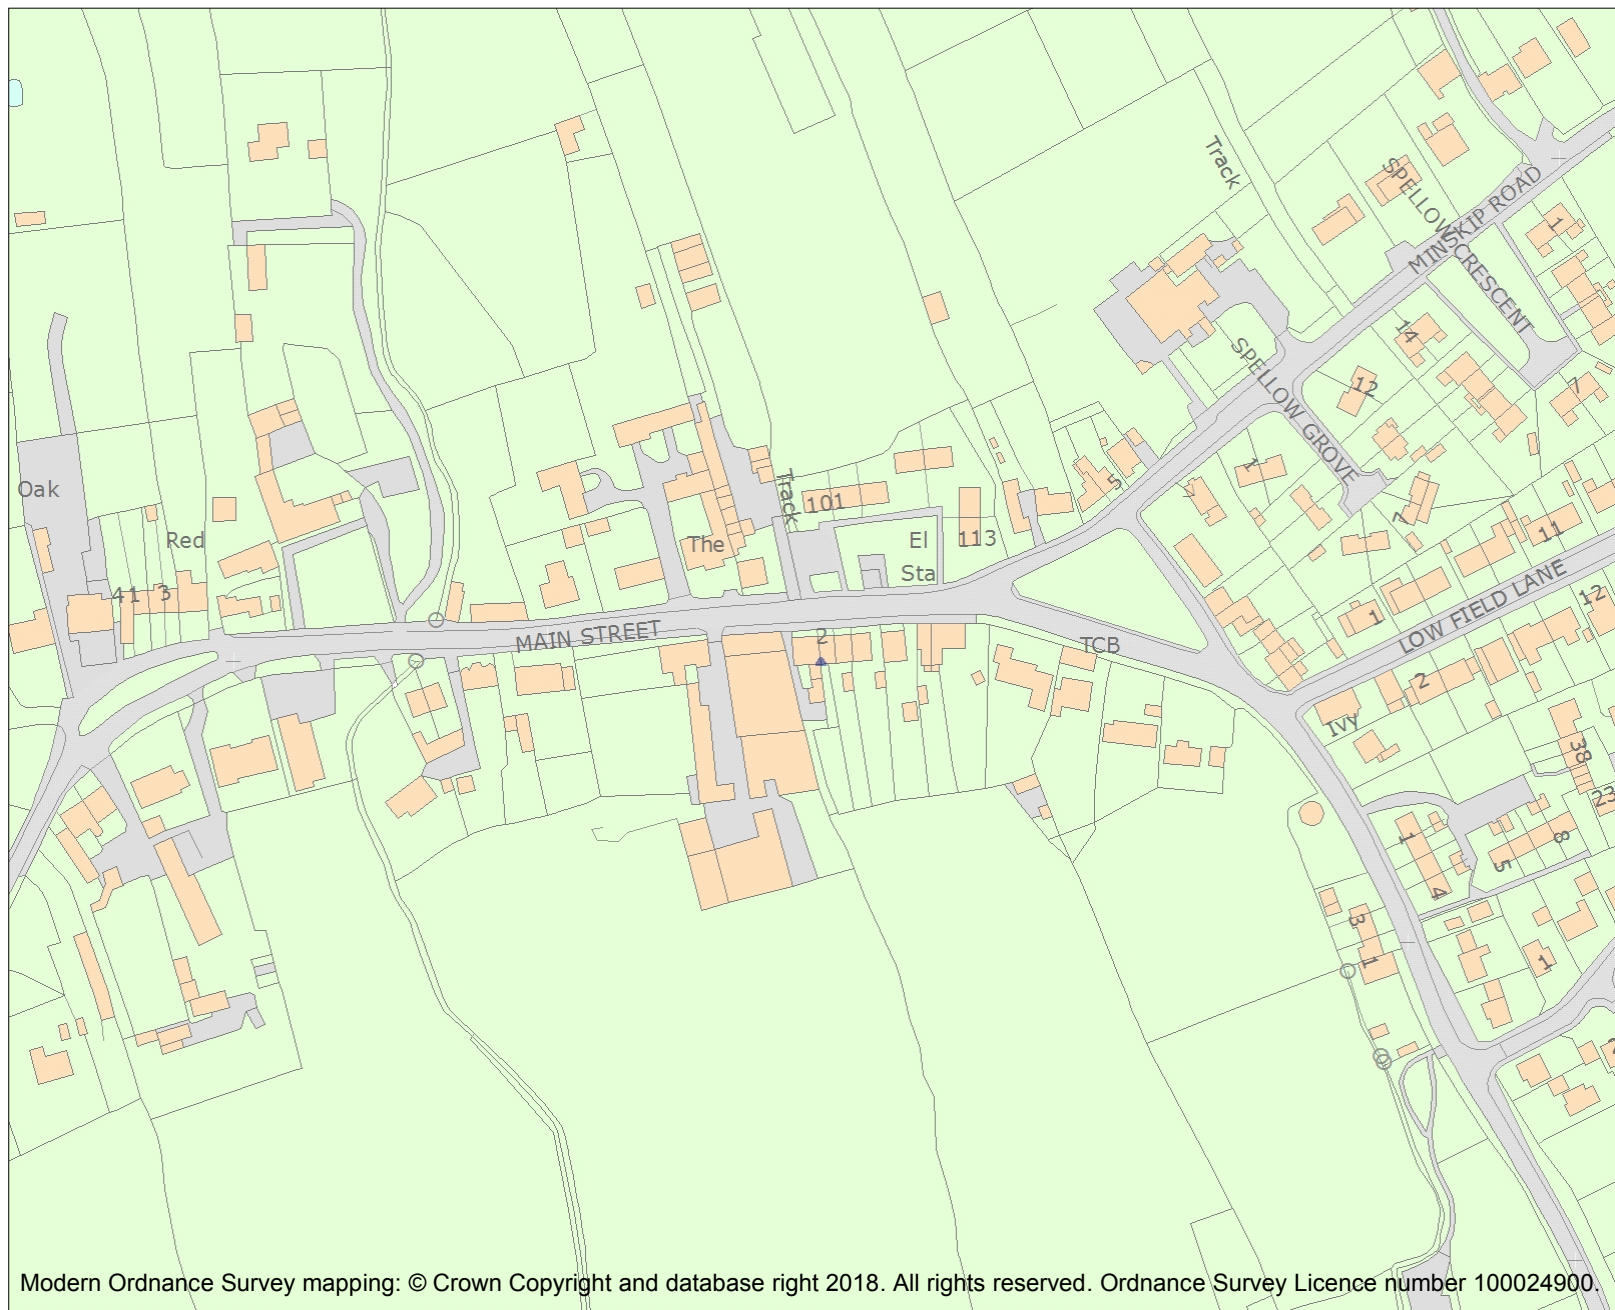 Track
SPELLOW CRESCENT
MINSKIP ROAD
1
14
12
7
SPELLOW GROVE
Oak
Red
41
3
The
Track
101
El
Sta
113
5
1
7
7
11
LOW FIELD LANE
12
1
2
MAIN STREET
2
TCB
Ivy
38
23
1
4
5
8
3
1
1
Modern Ordnance Survey mapping: © Crown Copyright and database right 2018. All rights reserved. Ordnance Survey Licence number 100024900.